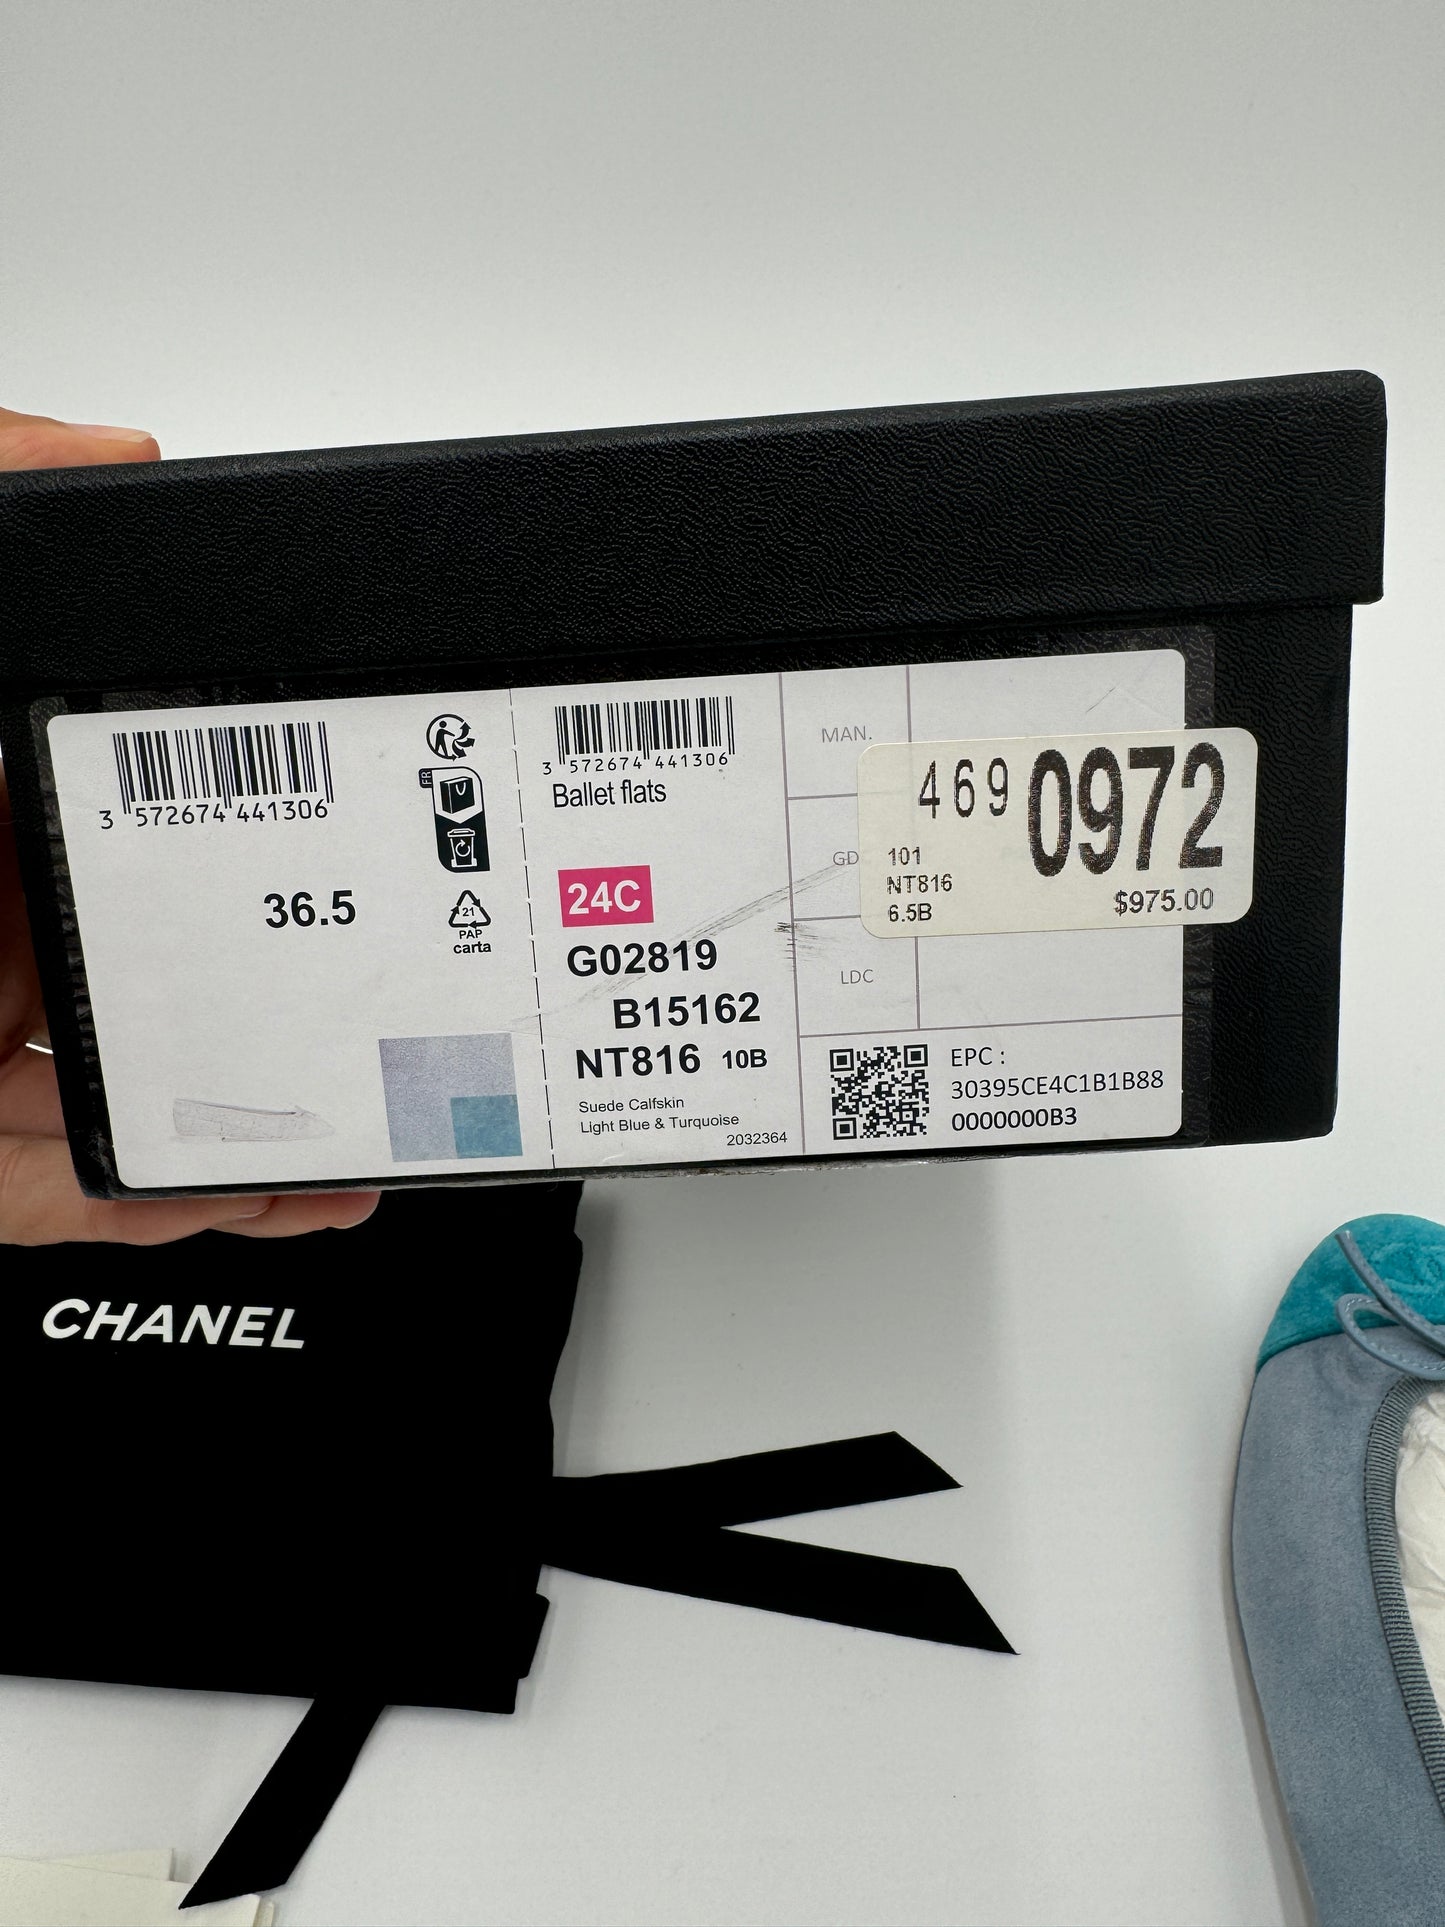 3 572674 441306
FR
36.5
21
PAP
carta
3 572674 441306
Ballet flats
24C
G02819
B15162
NT816 10B
Suede Calfskin
Light Blue & Turquoise
2032364
MAN.
GD
LDC
469 0972
101
NT816
6.5B
$975.00
EPC :
30395CE4C1B1B88
0000000B3
CHANEL